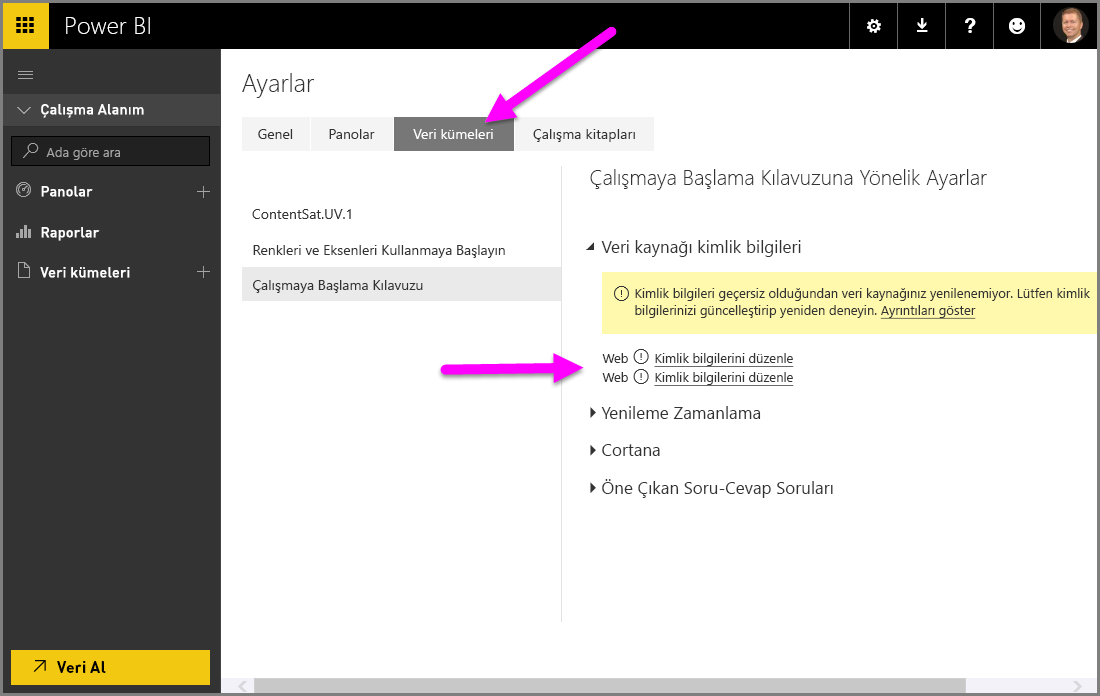 Power BI
?
Çalışma Alanım
Ada göre ara
Panolar
Raporlar
Veri kümeleri
Veri Al
Ayarlar
Genel
Panolar
Veri kümeleri
Çalışma kitapları
ContentSat.UV.1
Renkleri ve Eksenleri Kullanmaya Başlayın
Çalışmaya Başlama Kılavuzu
Çalışmaya Başlama Kılavuzuna Yönelik Ayarlar
Veri kaynağı kimlik bilgileri
Kimlik bilgileri geçersiz olduğundan veri kaynağınız yenilenemiyor. Lütfen kimlik
bilgilerinizi güncelleştirip yeniden deneyin. Ayrıntıları göster
Web Kimlik bilgilerini düzenle
Web Kimlik bilgilerini düzenle
Yenileme Zamanlama
Cortana
Öne Çıkan Soru-Cevap Soruları